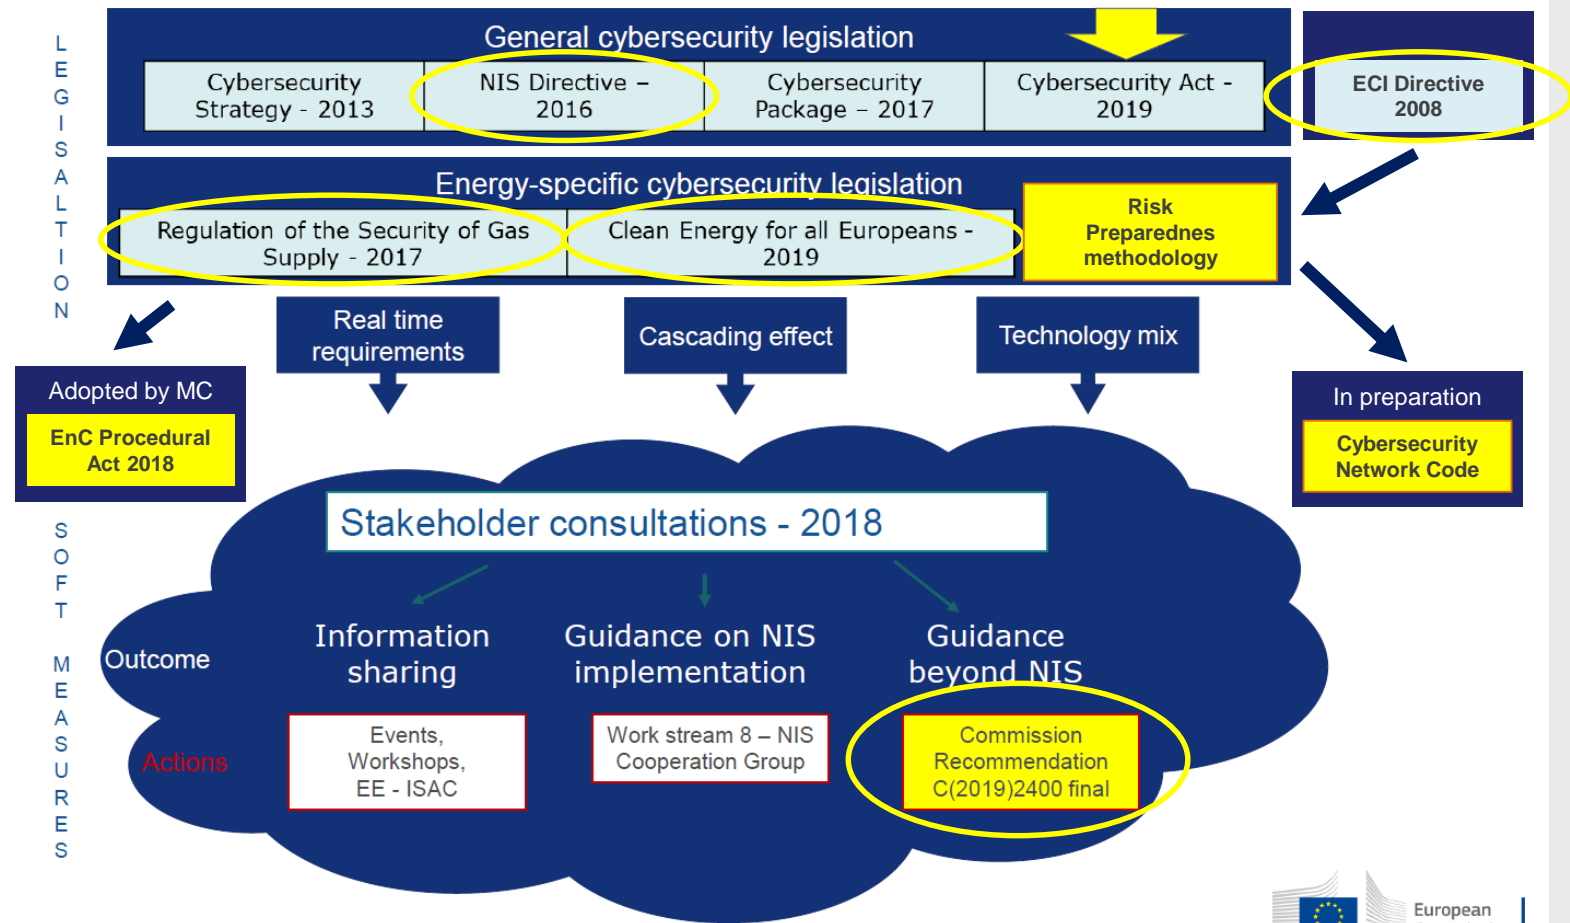 LEGISALTION
General cybersecurity legislation
Cybersecurity
Strategy - 2013
NIS Directive –
2016
Cybersecurity
Package – 2017
Cybersecurity Act -
2019
ECI Directive
2008
Energy-specific cybersecurity legislation
Regulation of the Security of Gas
Supply - 2017
Clean Energy for all Europeans -
2019
Risk
Preparednes
methodology
Real time
requirements
Cascading effect
Technology mix
Adopted by MC
EnC Procedural
Act 2018
In preparation
Cybersecurity
Network Code
SOFT MEASURES
Stakeholder consultations - 2018
Outcome
Information
sharing
Guidance on NIS
implementation
Guidance
beyond NIS
Actions
Events,
Workshops,
EE - ISAC
Work stream 8 – NIS
Cooperation Group
Commission
Recommendation
C(2019)2400 final
European